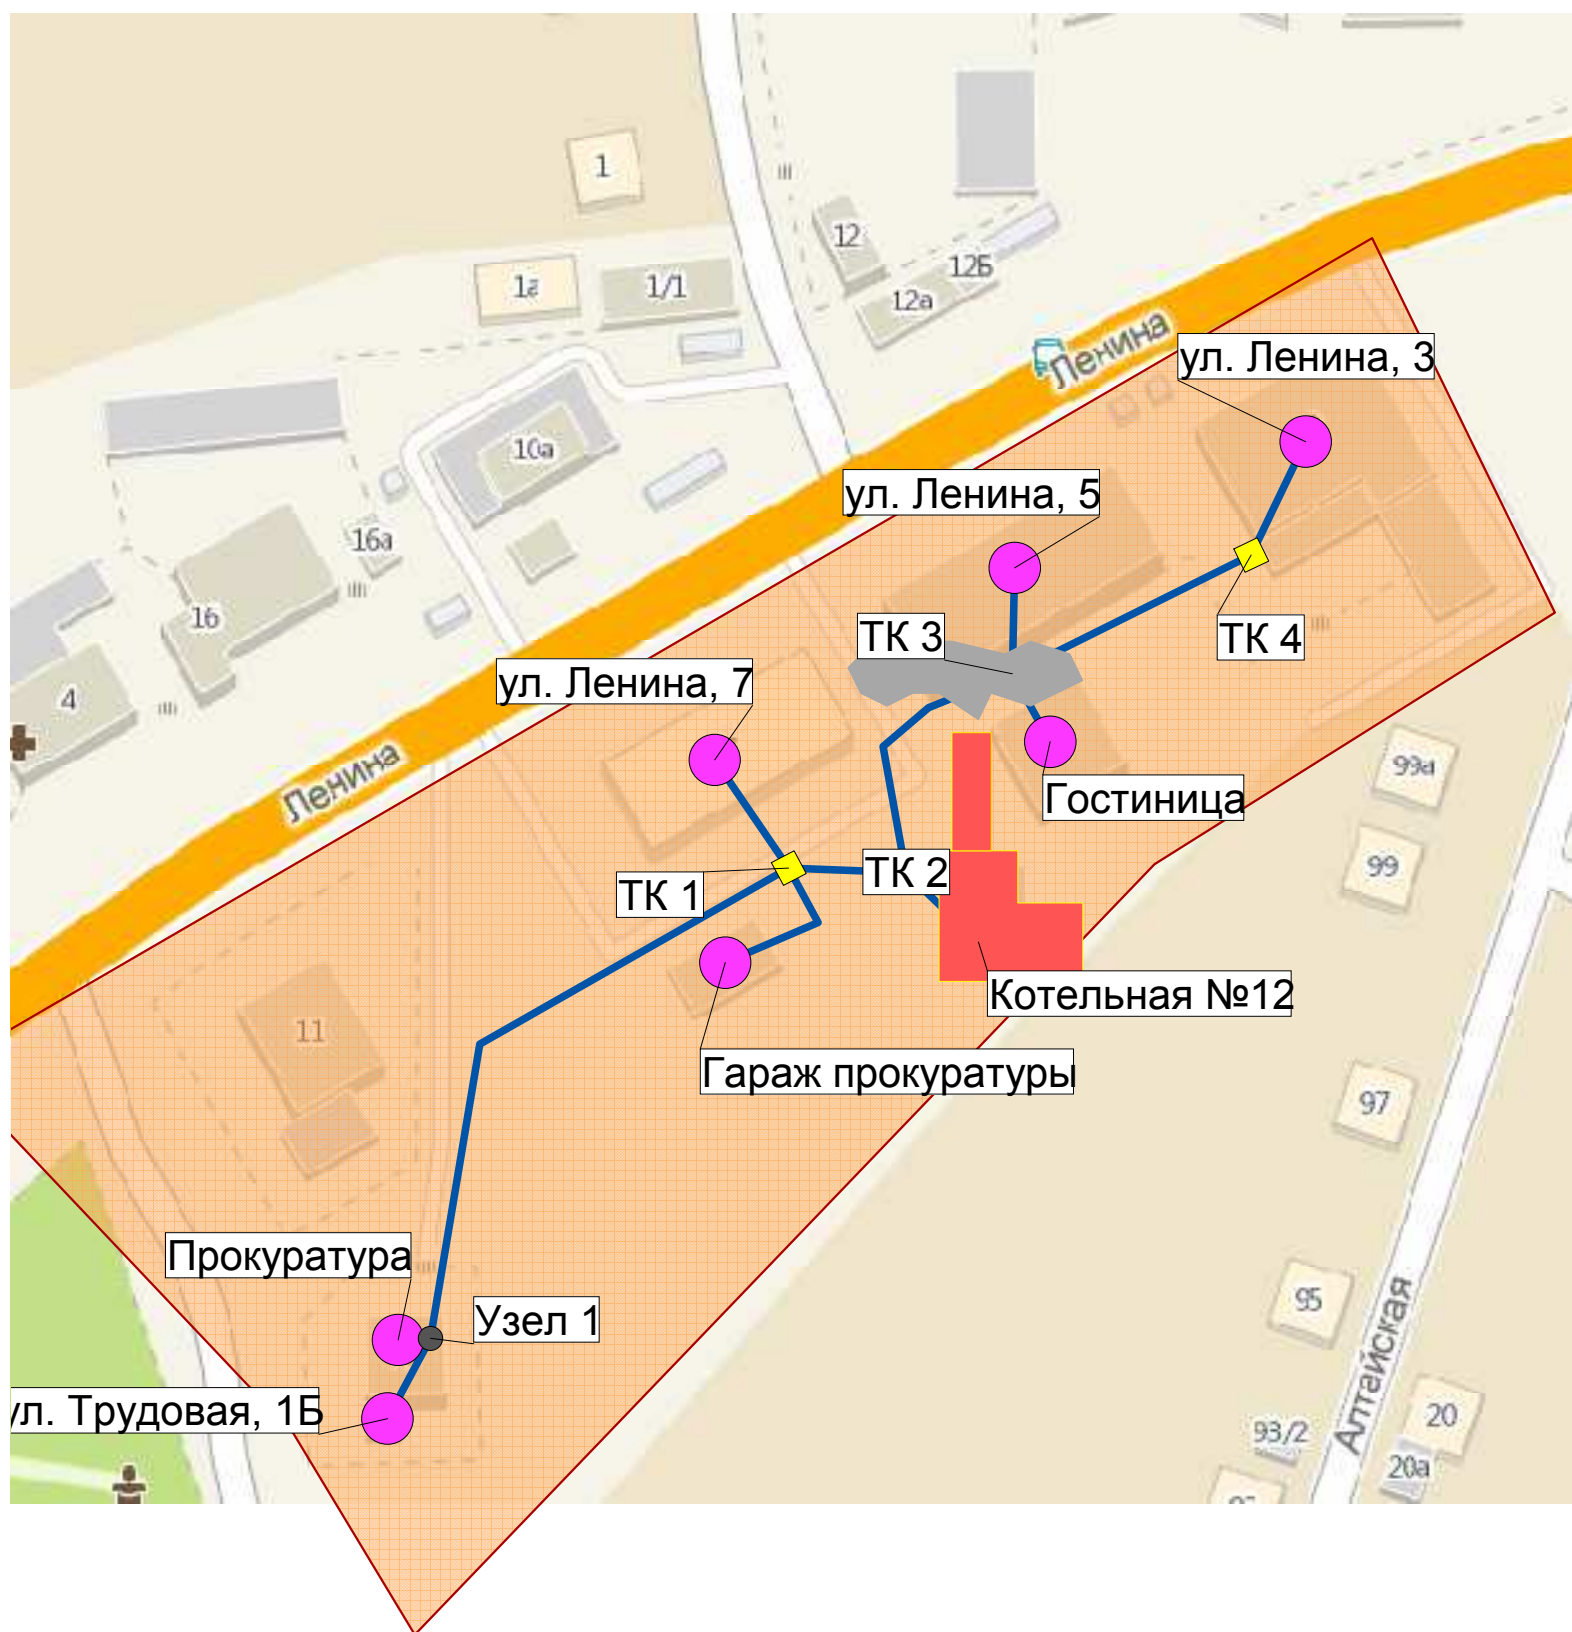 1
12
12Б
12а
1а
1/1
Ленина
ул. Ленина, 3
10а
ул. Ленина, 5
16а
16
ТК 3
ТК 4
4
ул. Ленина, 7
Ленина
99а
Гостиница
99
ТК 2
ТК 1
Котельная №12
11
Гараж прокуратуры
97
Прокуратура
Узел 1
95
Алтайская
ул. Трудовая, 1Б
20
93/2
20а